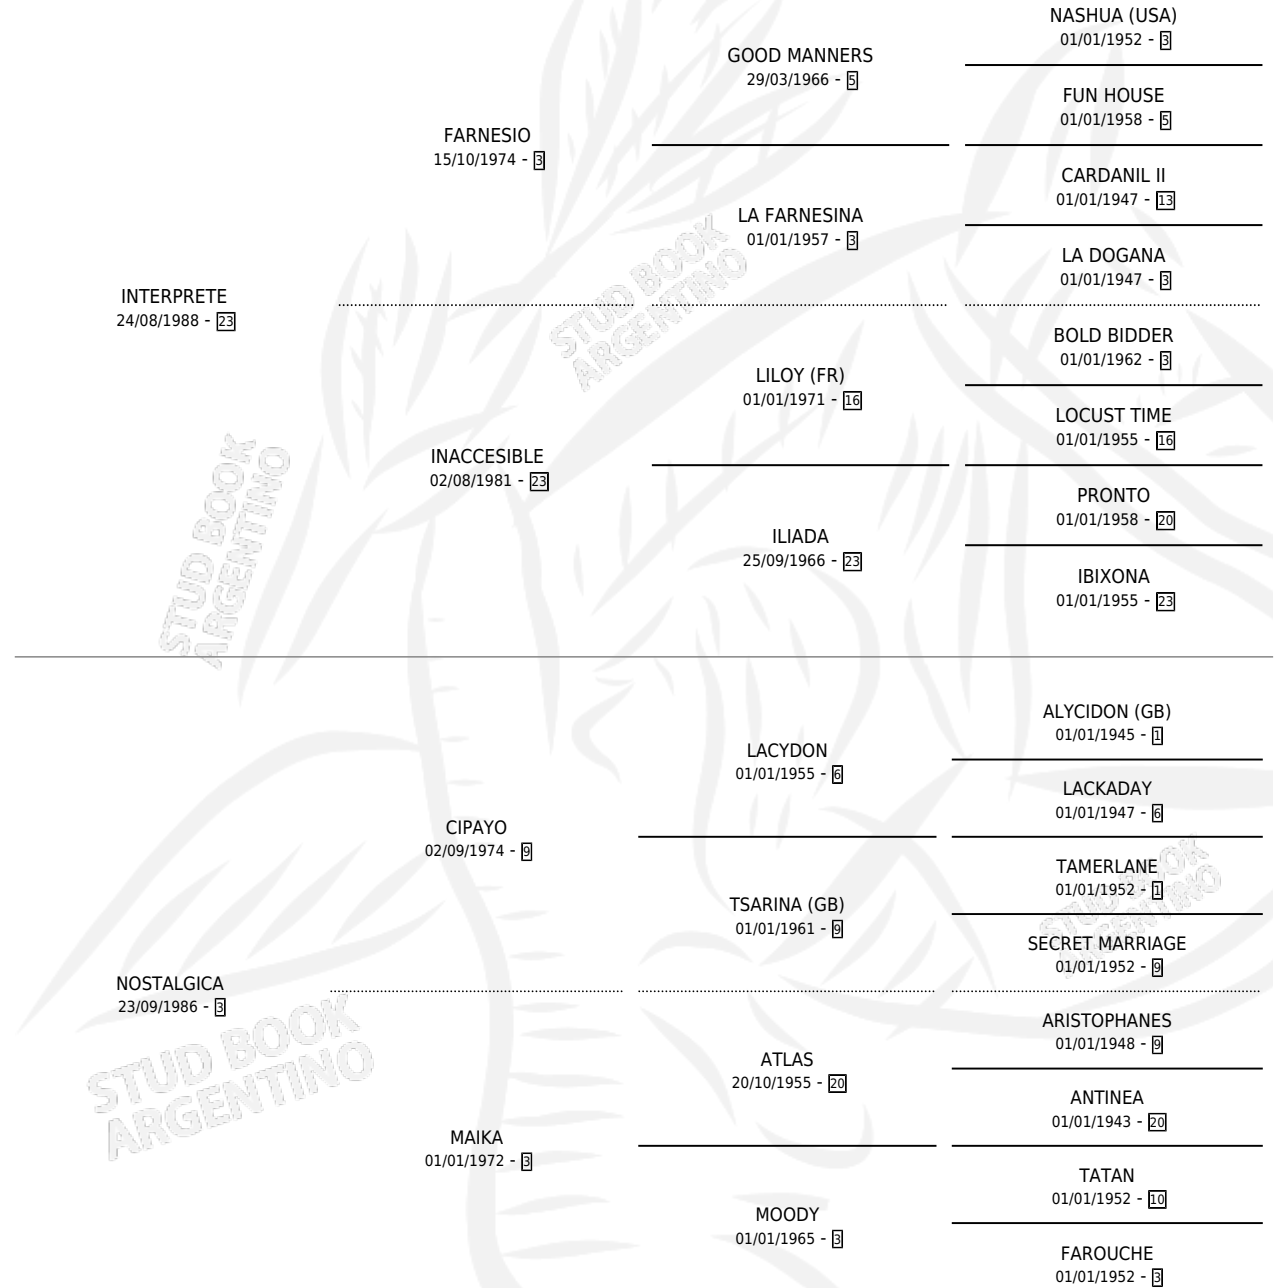 NASHUA (USA)
01/01/1952 - 3
GOOD MANNERS
29/03/1966 - 5
FUN HOUSE
01/01/1958 - 5
FARNESIO
15/10/1974 - 3
CARDANIL II
01/01/1947 - 13
LA FARNESINA
01/01/1957 - 3
LA DOGANA
01/01/1947 - 3
INTERPRETE
24/08/1988 - 23
BOLD BIDDER
01/01/1962 - 3
LILOY (FR)
01/01/1971 - 16
LOCUST TIME
01/01/1955 - 16
INACCESIBLE
02/08/1981 - 23
PRONTO
01/01/1958 - 20
ILIADA
25/09/1966 - 23
IBIXONA
01/01/1955 - 23
STUD BOOK
ARGENTINO
STUD BOOK
ARGENTINO
ALYCIDON (GB)
01/01/1945 - 1
LACYDON
01/01/1955 - 6
LACKADAY
01/01/1947 - 6
CIPAYO
02/09/1974 - 9
TAMERLANE
01/01/1952 - 1
TSARINA (GB)
01/01/1961 - 9
SECRET MARRIAGE
01/01/1952 - 9
STUD BOOK
ARGENTINO
NOSTALGICA
23/09/1986 - 3
ARISTOPHANES
01/01/1948 - 9
ATLAS
20/10/1955 - 20
ANTINEA
01/01/1943 - 20
STUD BOOK
ARGENTINO
MAIKA
01/01/1972 - 3
TATAN
01/01/1952 - 10
MOODY
01/01/1965 - 3
FAROUCHE
01/01/1952 - 3